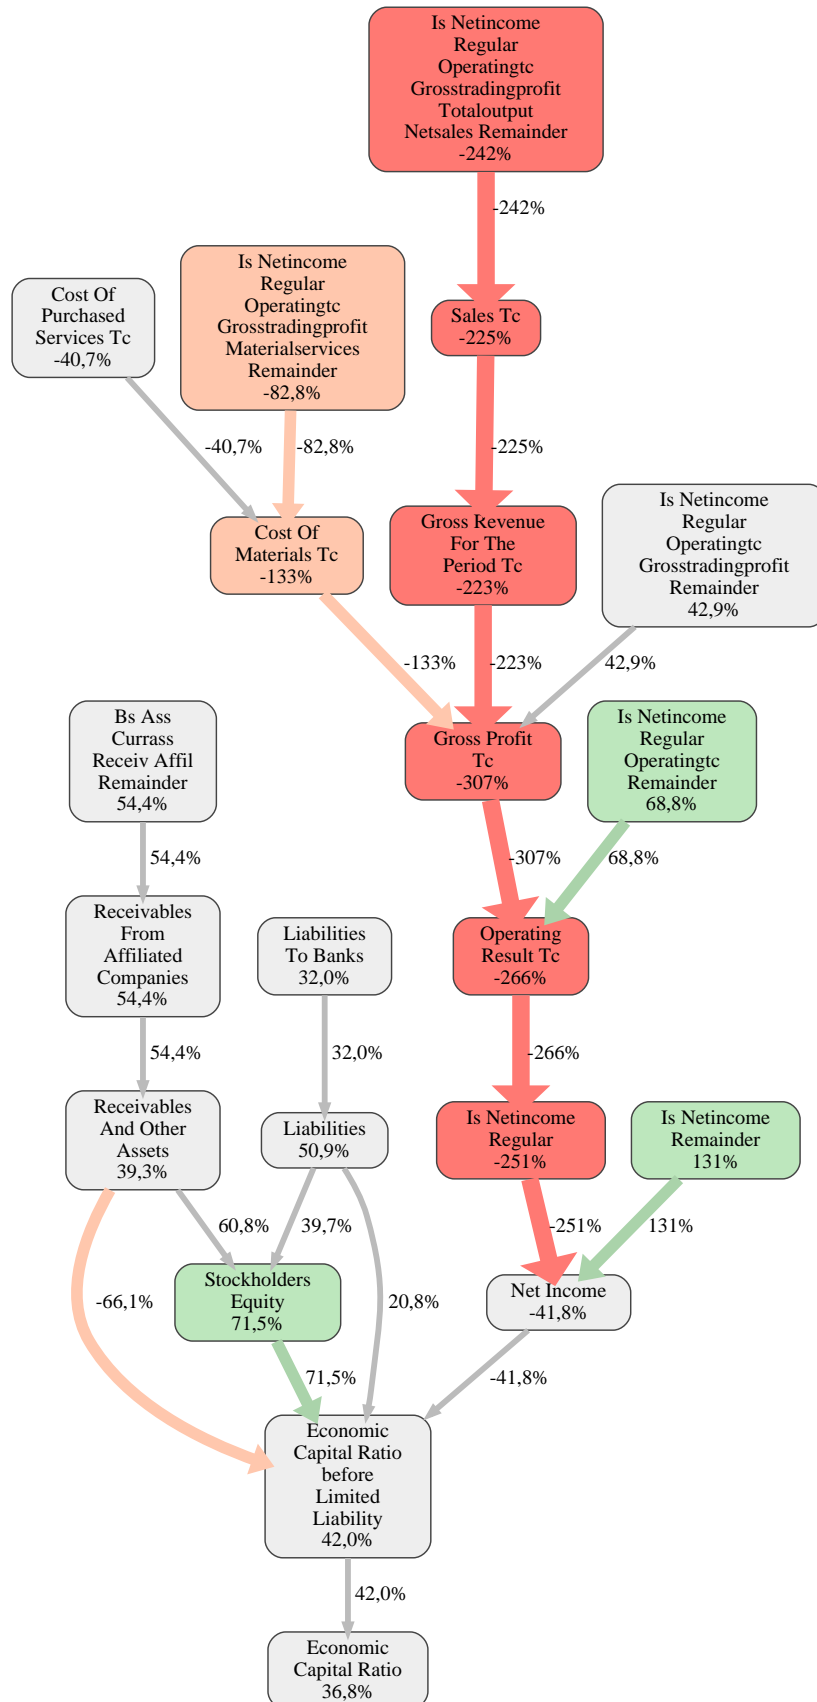 Is Netincome
Regular
Operatingtc
Grosstradingprofit
Totaloutput
Netsales Remainder
-242%
-242%
Cost Of
Purchased
Services Tc
-40,7%
Is Netincome
Regular
Operatingtc
Grosstradingprofit
Materialservices
Remainder
-82,8%
Sales Tc
-225%
-40,7%
-82,8%
-225%
Cost Of
Materials Tc
-133%
Gross Revenue
For The
Period Tc
-223%
Is Netincome
Regular
Operatingtc
Grosstradingprofit
Remainder
42,9%
-133%
-223%
42,9%
Bs Ass
Currass
Receiv Affil
Remainder
54,4%
Gross Profit
Tc
-307%
Is Netincome
Regular
Operatingtc
Remainder
68,8%
54,4%
-307%
68,8%
Receivables
From
Affiliated
Companies
54,4%
Liabilities
To Banks
32,0%
Operating
Result Tc
-266%
54,4%
32,0%
-266%
Receivables
And Other
Assets
39,3%
Liabilities
50,9%
Is Netincome
Regular
-251%
Is Netincome
Remainder
131%
60,8%
39,7%
-251%
131%
-66,1%
Stockholders
Equity
71,5%
20,8%
Net Income
-41,8%
71,5%
-41,8%
Economic
Capital Ratio
before
Limited
Liability
42,0%
42,0%
Economic
Capital Ratio
36,8%